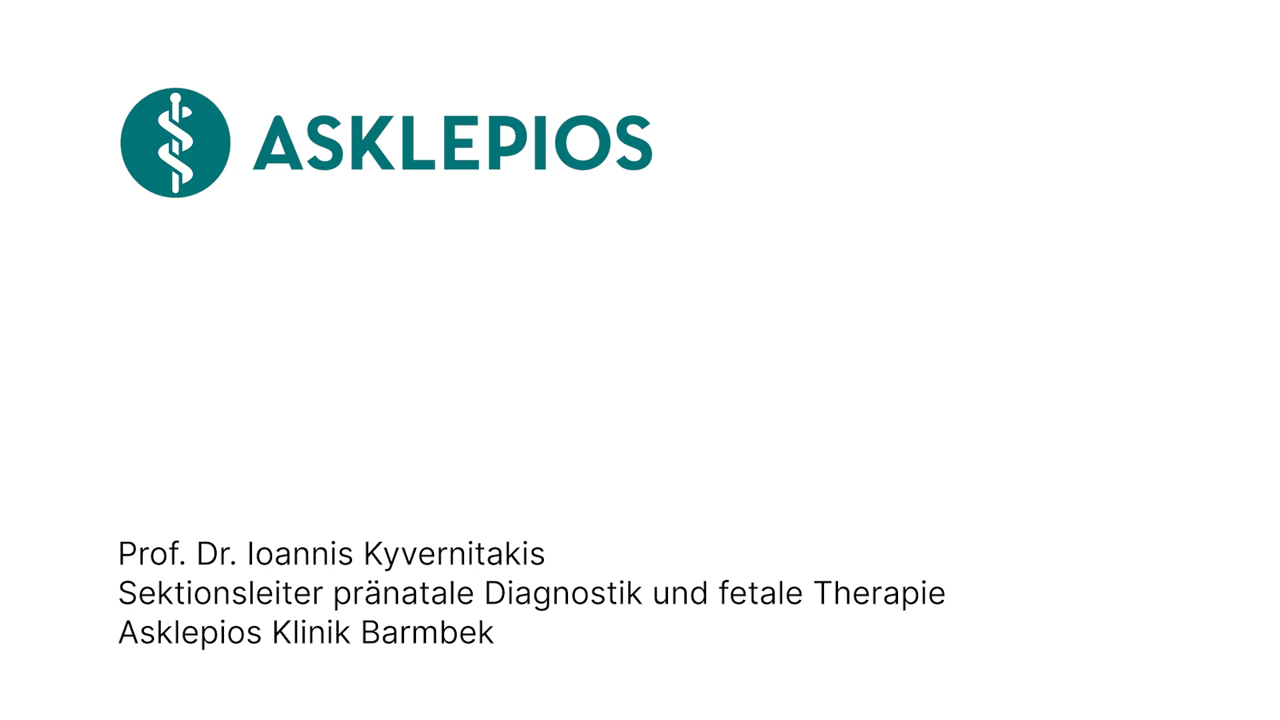 ASKLEPIOS
Prof. Dr. Ioannis Kyvernitakis
Sektionsleiter pränatale Diagnostik und fetale Therapie
Asklepios Klinik Barmbek